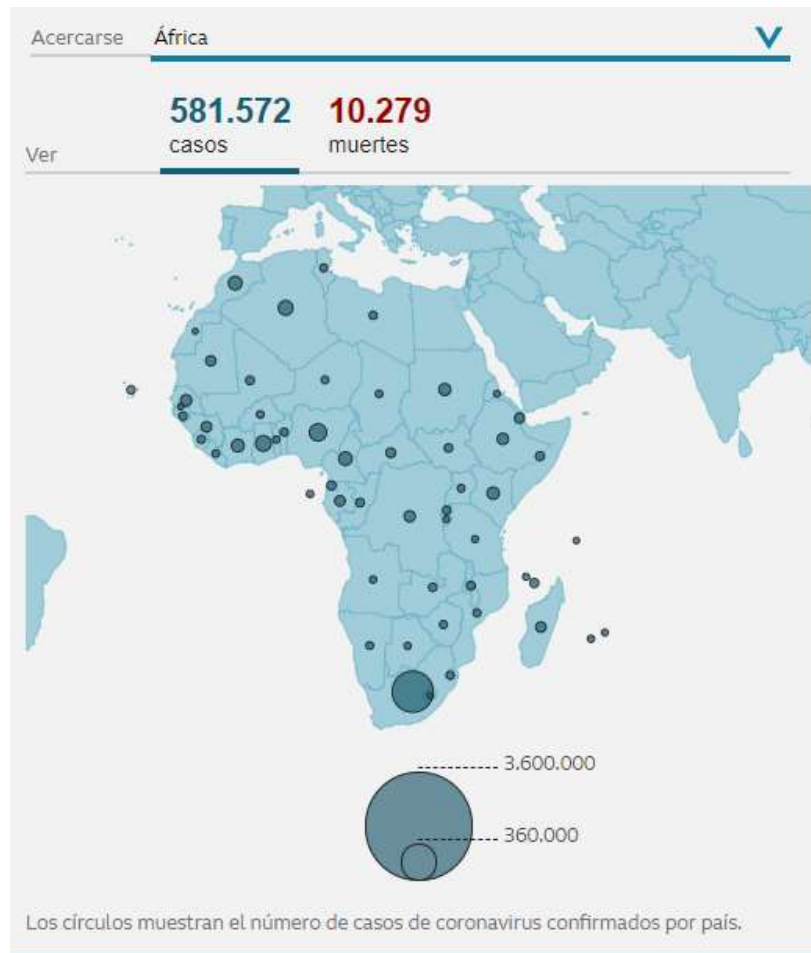 Acercarse África
581.572 10.279
casos muertes
Ver
3.600.000
360.000
Los círculos muestran el número de casos de coronavirus confirmados por país.